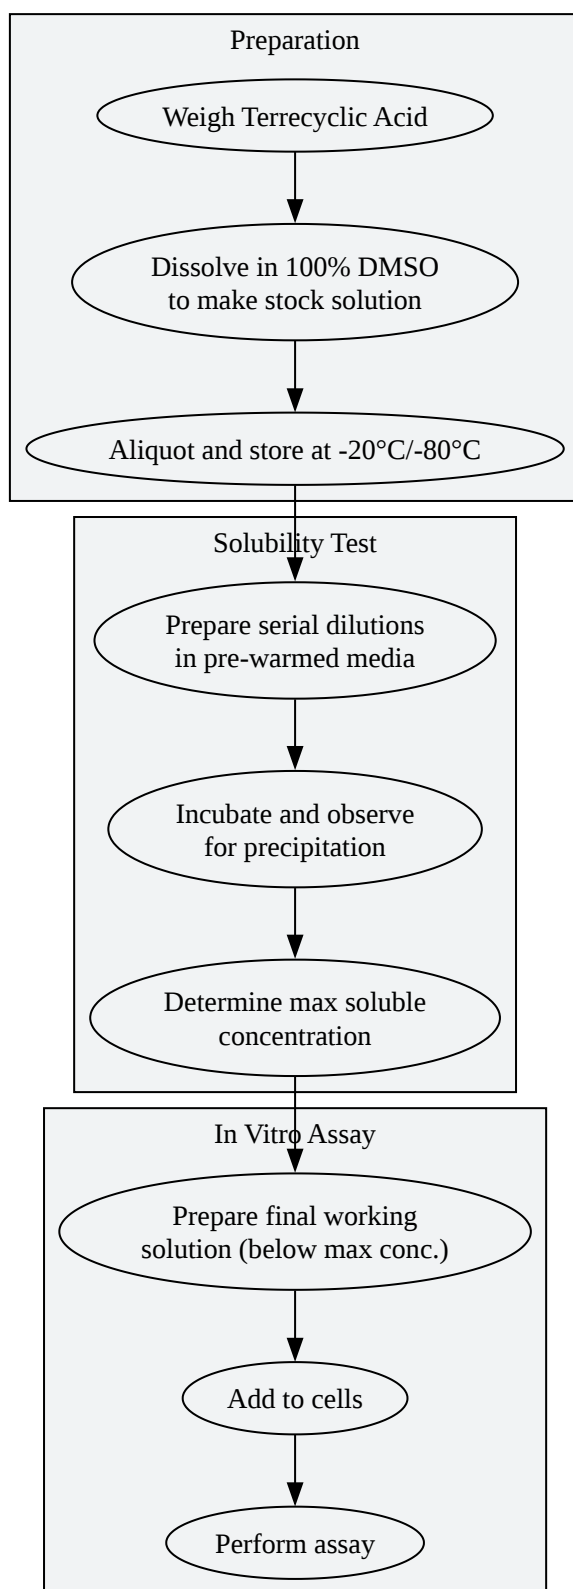 Preparation
Weigh Terrecyclic Acid
Dissolve in 100% DMSO
to make stock solution
Aliquot and store at -20°C/-80°C
Solubility Test
Prepare serial dilutions
in pre-warmed media
Incubate and observe
for precipitation
Determine max soluble
concentration
In Vitro Assay
Prepare final working
solution (below max conc.)
Add to cells
Perform assay